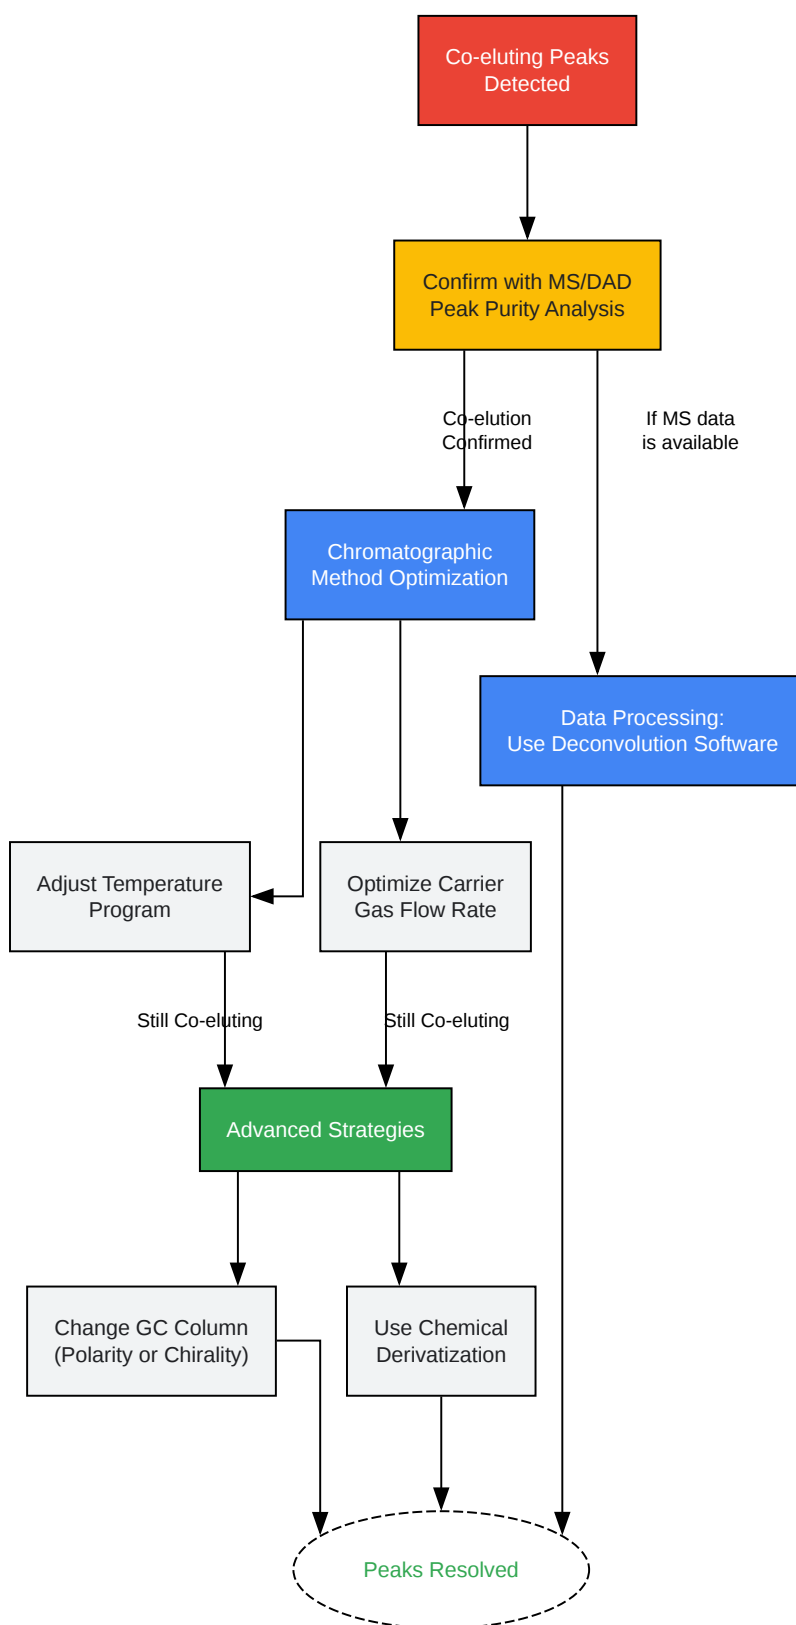 Co-eluting Peaks
Detected
Confirm with MS/DAD
Peak Purity Analysis
Co-elution
Confirmed
If MS data
is available
Chromatographic
Method Optimization
Data Processing:
Use Deconvolution Software
Adjust Temperature
Program
Optimize Carrier
Gas Flow Rate
Still Co-eluting
Still Co-eluting
Advanced Strategies
Change GC Column
(Polarity or Chirality)
Use Chemical
Derivatization
Peaks Resolved